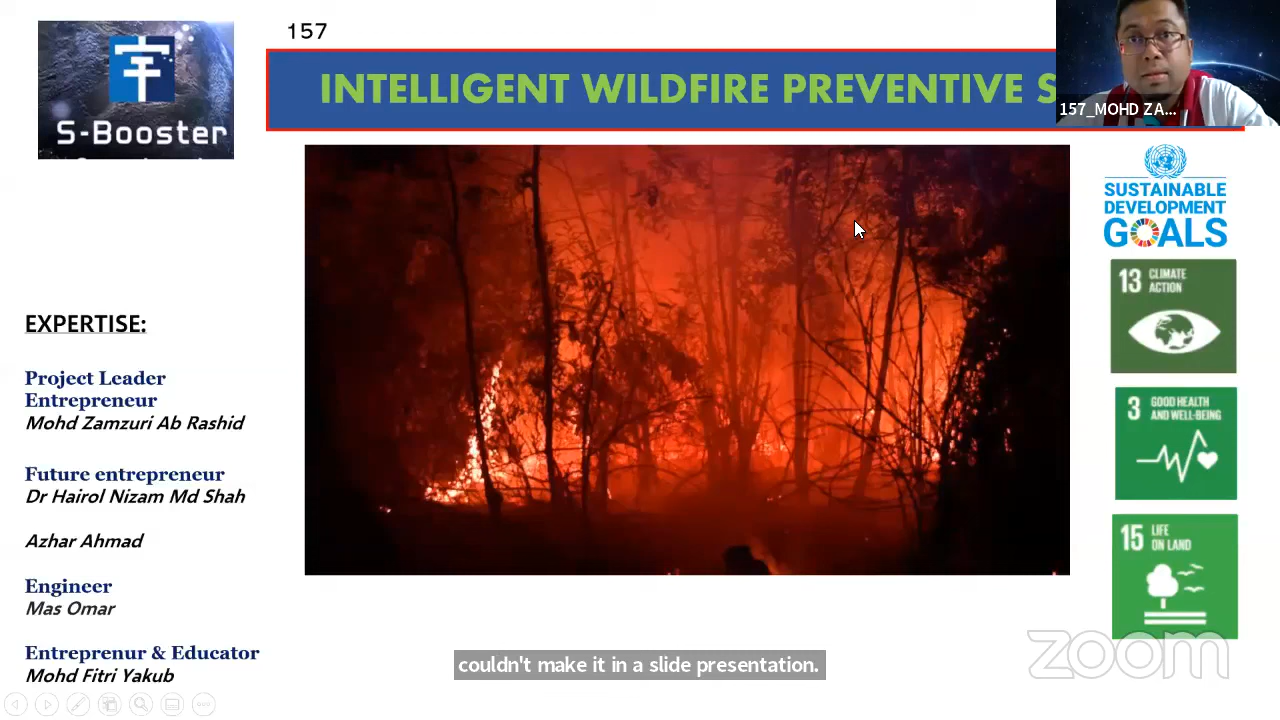 157
S-Booster
INTELLIGENT WILDFIRE PREVENTIVE S
157_MOHD ZA...
SUSTAINABLE
DEVELOPMENT
GOALS
13 CLIMATE
ACTION
3 GOOD HEALTH
AND WELL-BEING
15 LIFE
ON LAND
EXPERTISE:
Project Leader
Entrepreneur
Mohd Zamzuri Ab Rashid
Future entrepreneur
Dr Hairol Nizam Md Shah
Azhar Ahmad
Engineer
Mas Omar
Entreprenur & Educator
Mohd Fitri Yakub
couldn't make it in a slide presentation.
zoom